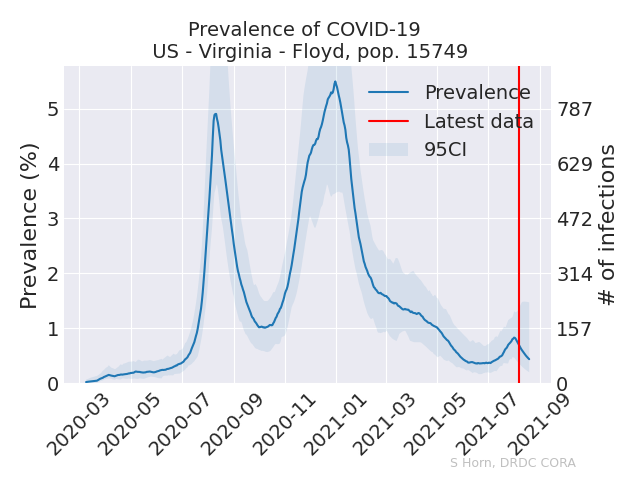 Prevalence of COVID-19
US - Virginia - Floyd, pop. 15749
Prevalence
Latest data
95CI
Prevalence (%)
5
4
3
2
1
0
787
629
472
314
157
0
# of infections
2020-03
2020-05
2020-07
2020-09
2020-11
2021-01
2021-03
2021-05
2021-07
2021-09
S Horn, DRDC CORA